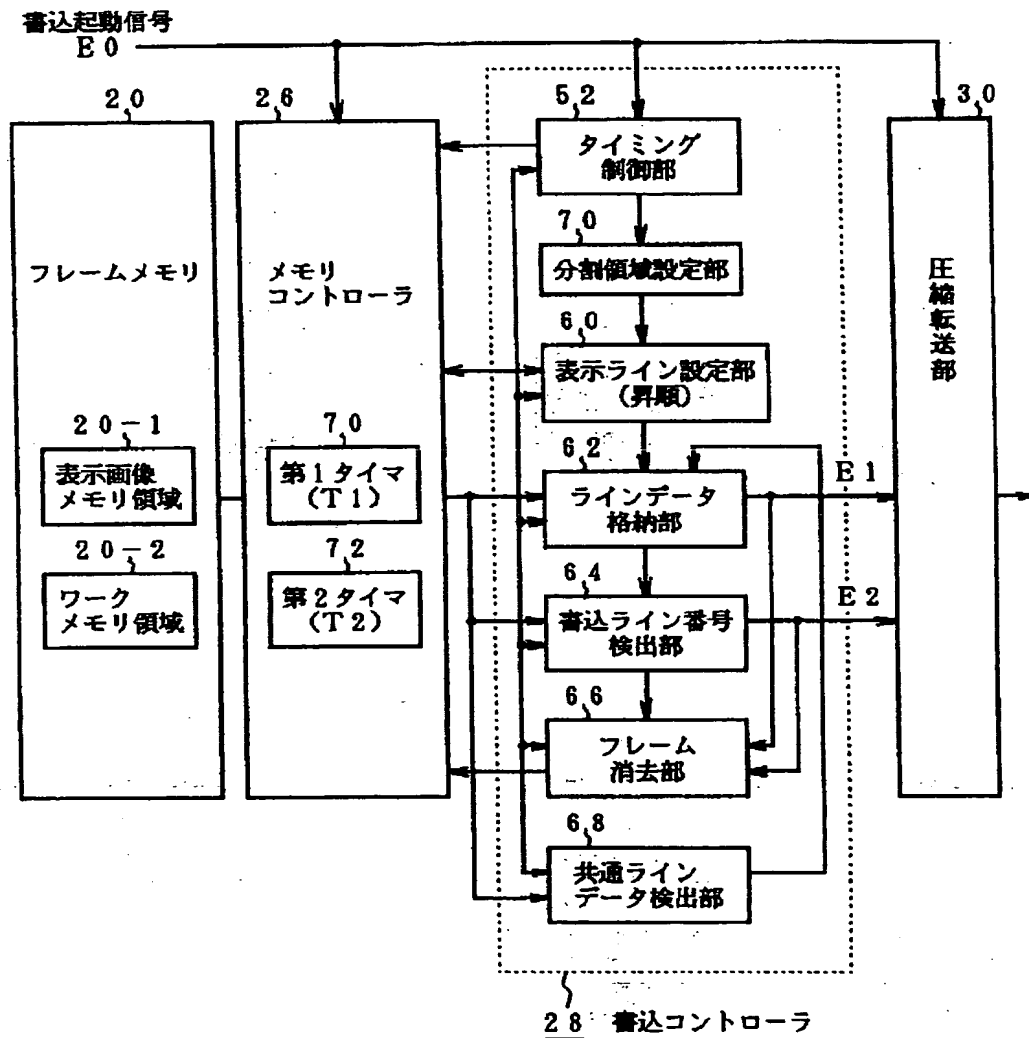 書込起動信号
E0
20
26
52
30
タイミング
制御部
70
分割領域設定部
フレームメモリ
メモリ
コントローラ
圧縮転送部
60
表示ライン設定部
(昇順)
20-1
表示画像
メモリ領域
70
第1タイマ
(T1)
62
ラインデータ
格納部
E1
20-2
ワーク
メモリ領域
72
第2タイマ
(T2)
64
書込ライン番号
検出部
E2
66
フレーム
消去部
68
共通ライン
データ検出部
28 書込コントローラ